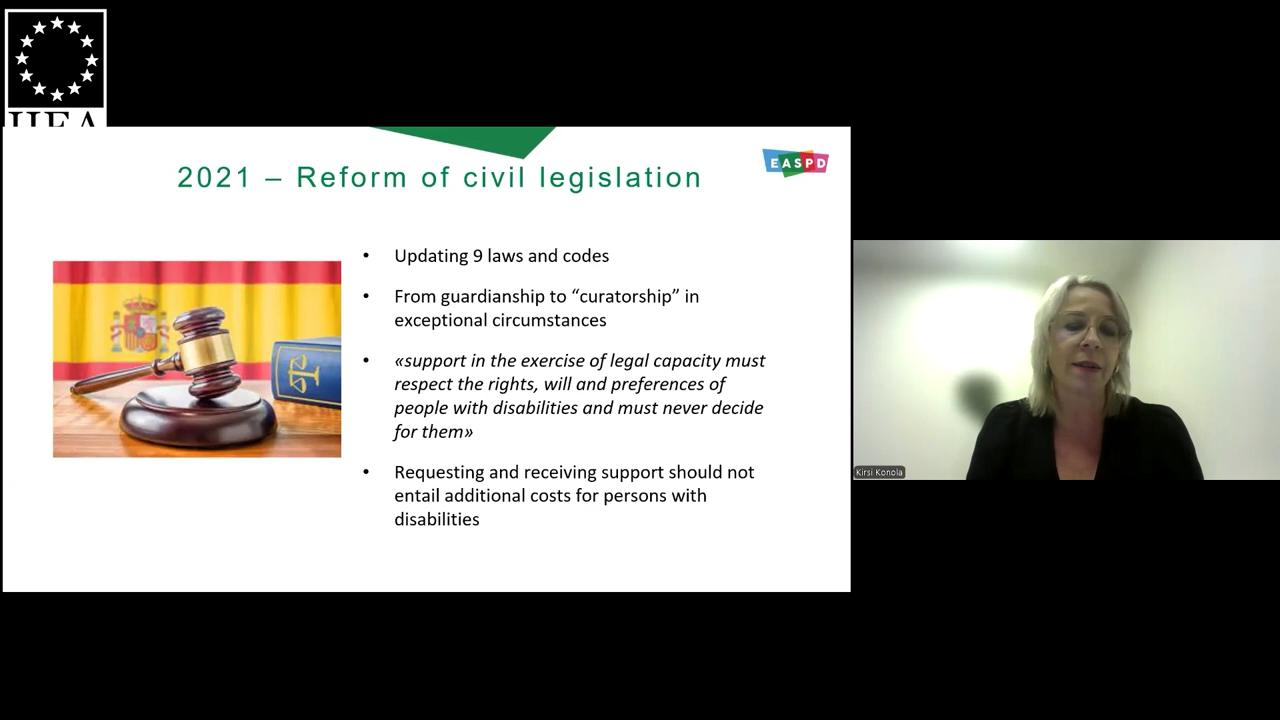 2021 – Reform of civil legislation
EASPD
• Updating 9 laws and codes
• From guardianship to “curatorship” in
exceptional circumstances
• «support in the exercise of legal capacity must
respect the rights, will and preferences of
people with disabilities and must never decide
for them»
• Requesting and receiving support should not
entail additional costs for persons with
disabilities
Kirsi Konola